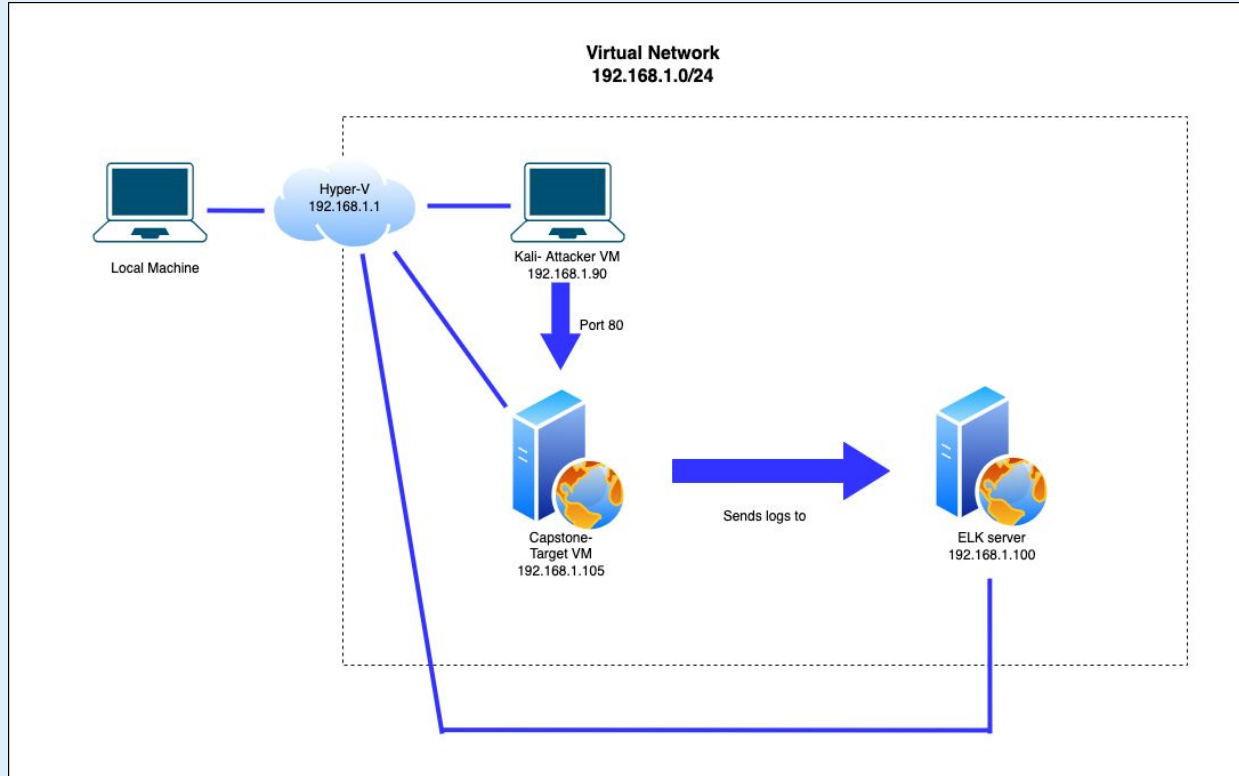 Virtual Network
192.168.1.0/24
Hyper-V
192.168.1.1
Local Machine
Kali- Attacker VM
192.168.1.90
Port 80
Sends logs to
Capstone-
Target VM
192.168.1.105
ELK server
192.168.1.100